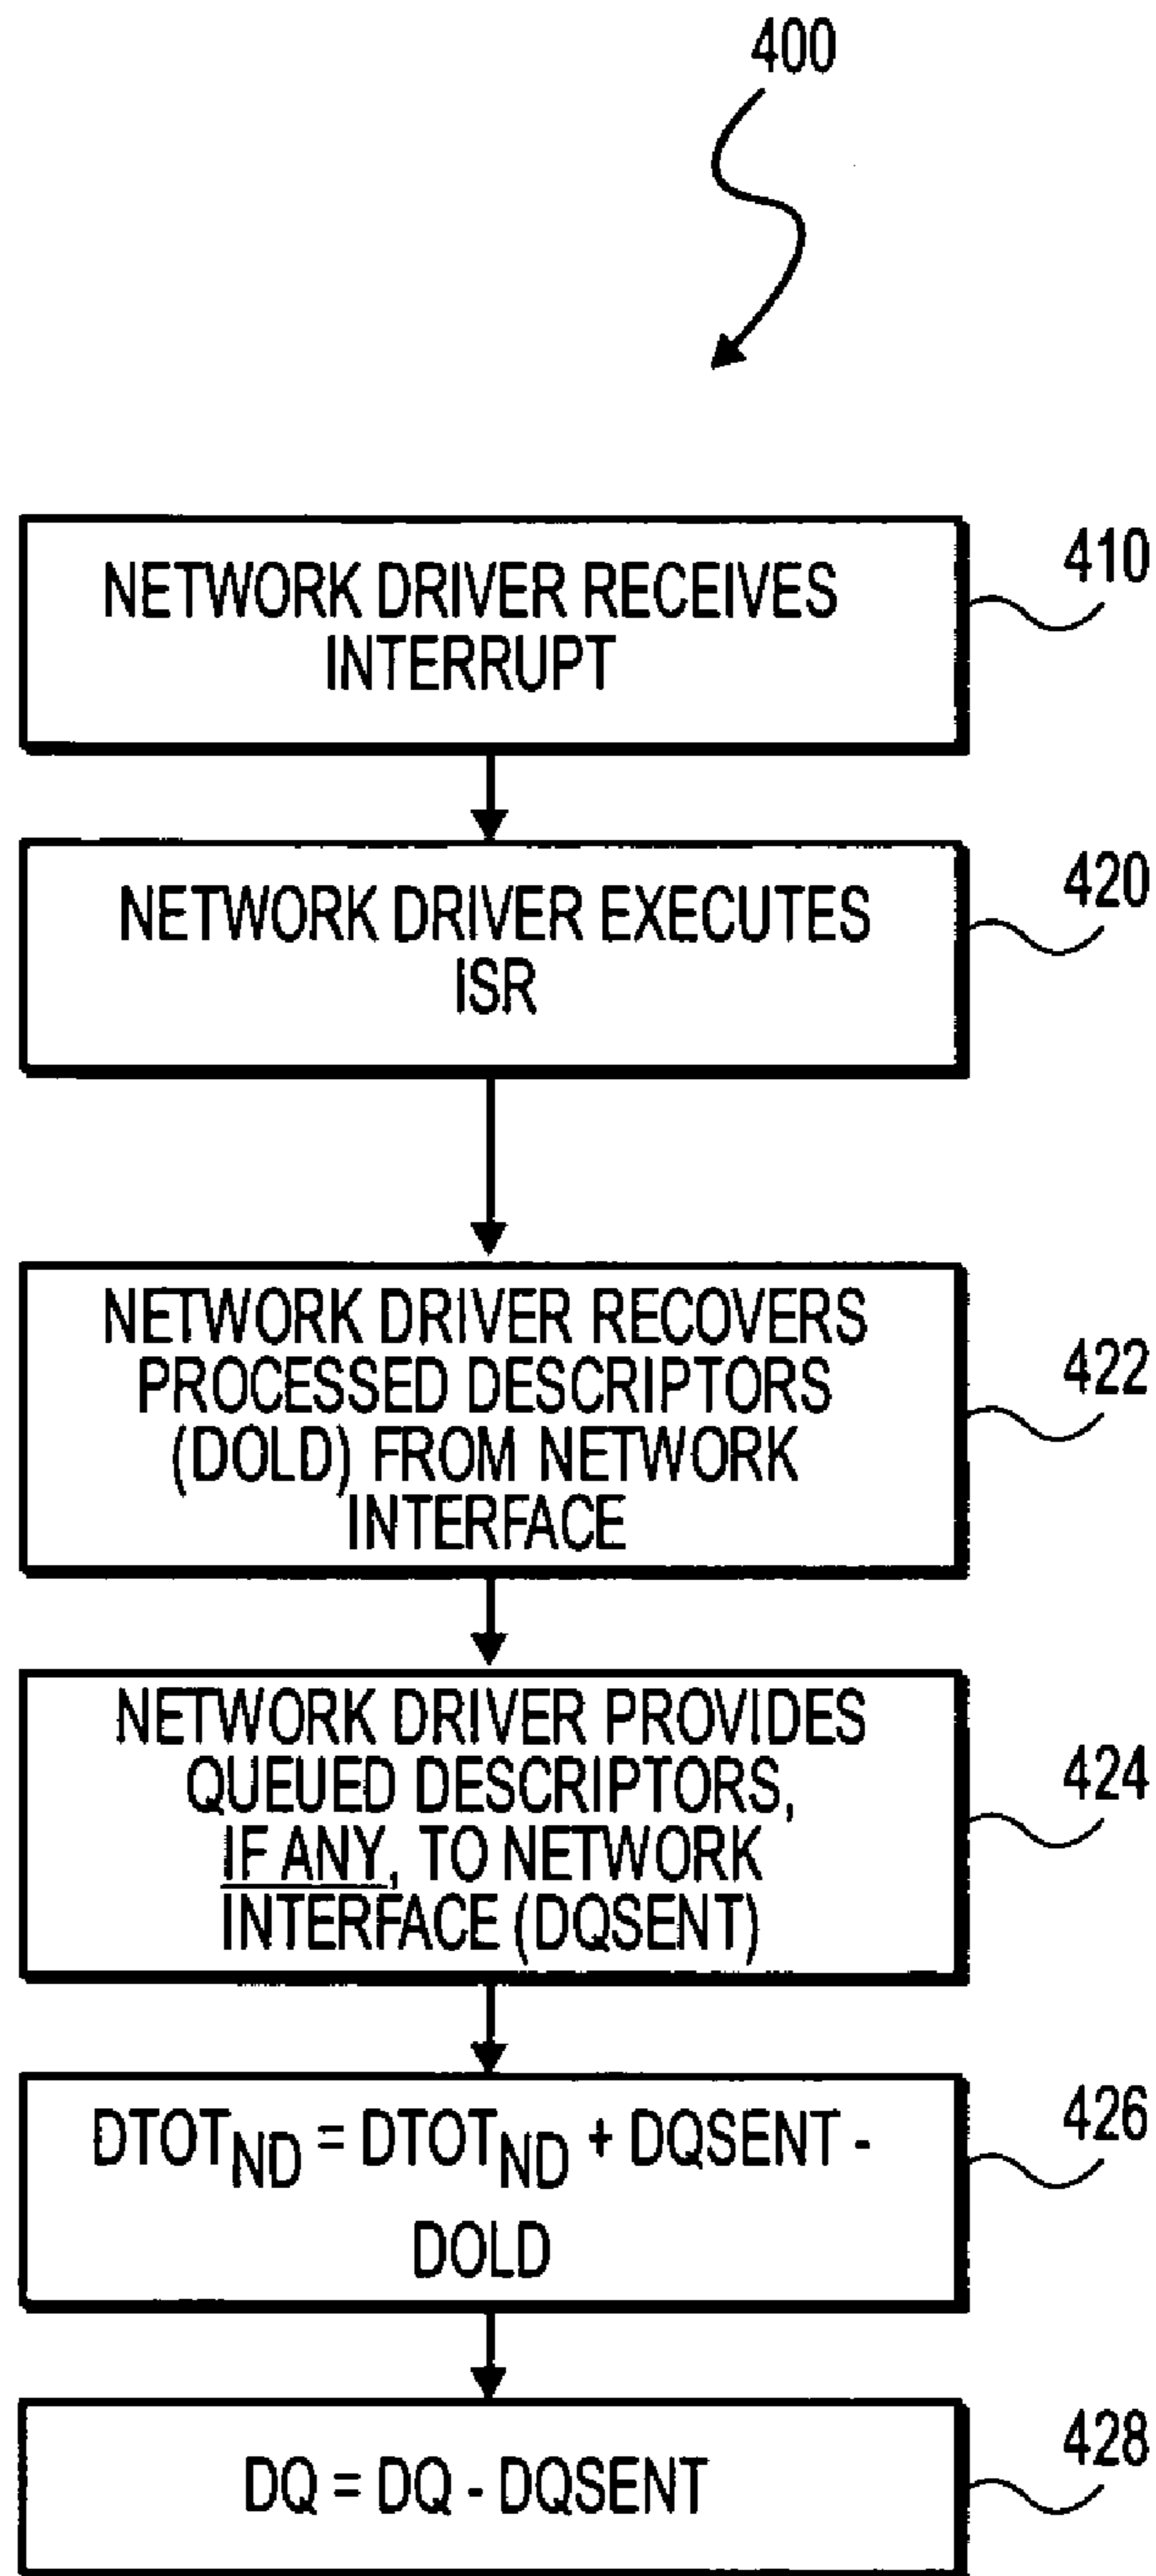 400
NETWORK DRIVER RECEIVES
INTERRUPT
410
NETWORK DRIVER EXECUTES
ISR
420
NETWORK DRIVER RECOVERS
PROCESSED DESCRIPTORS
(DOLD) FROM NETWORK
INTERFACE
422
NETWORK DRIVER PROVIDES
QUEUED DESCRIPTORS,
IF ANY, TO NETWORK
INTERFACE (DQSENT)
424
DTOT_ND = DTOT_ND + DQSENT -
DOLD
426
DQ = DQ - DQSENT
428